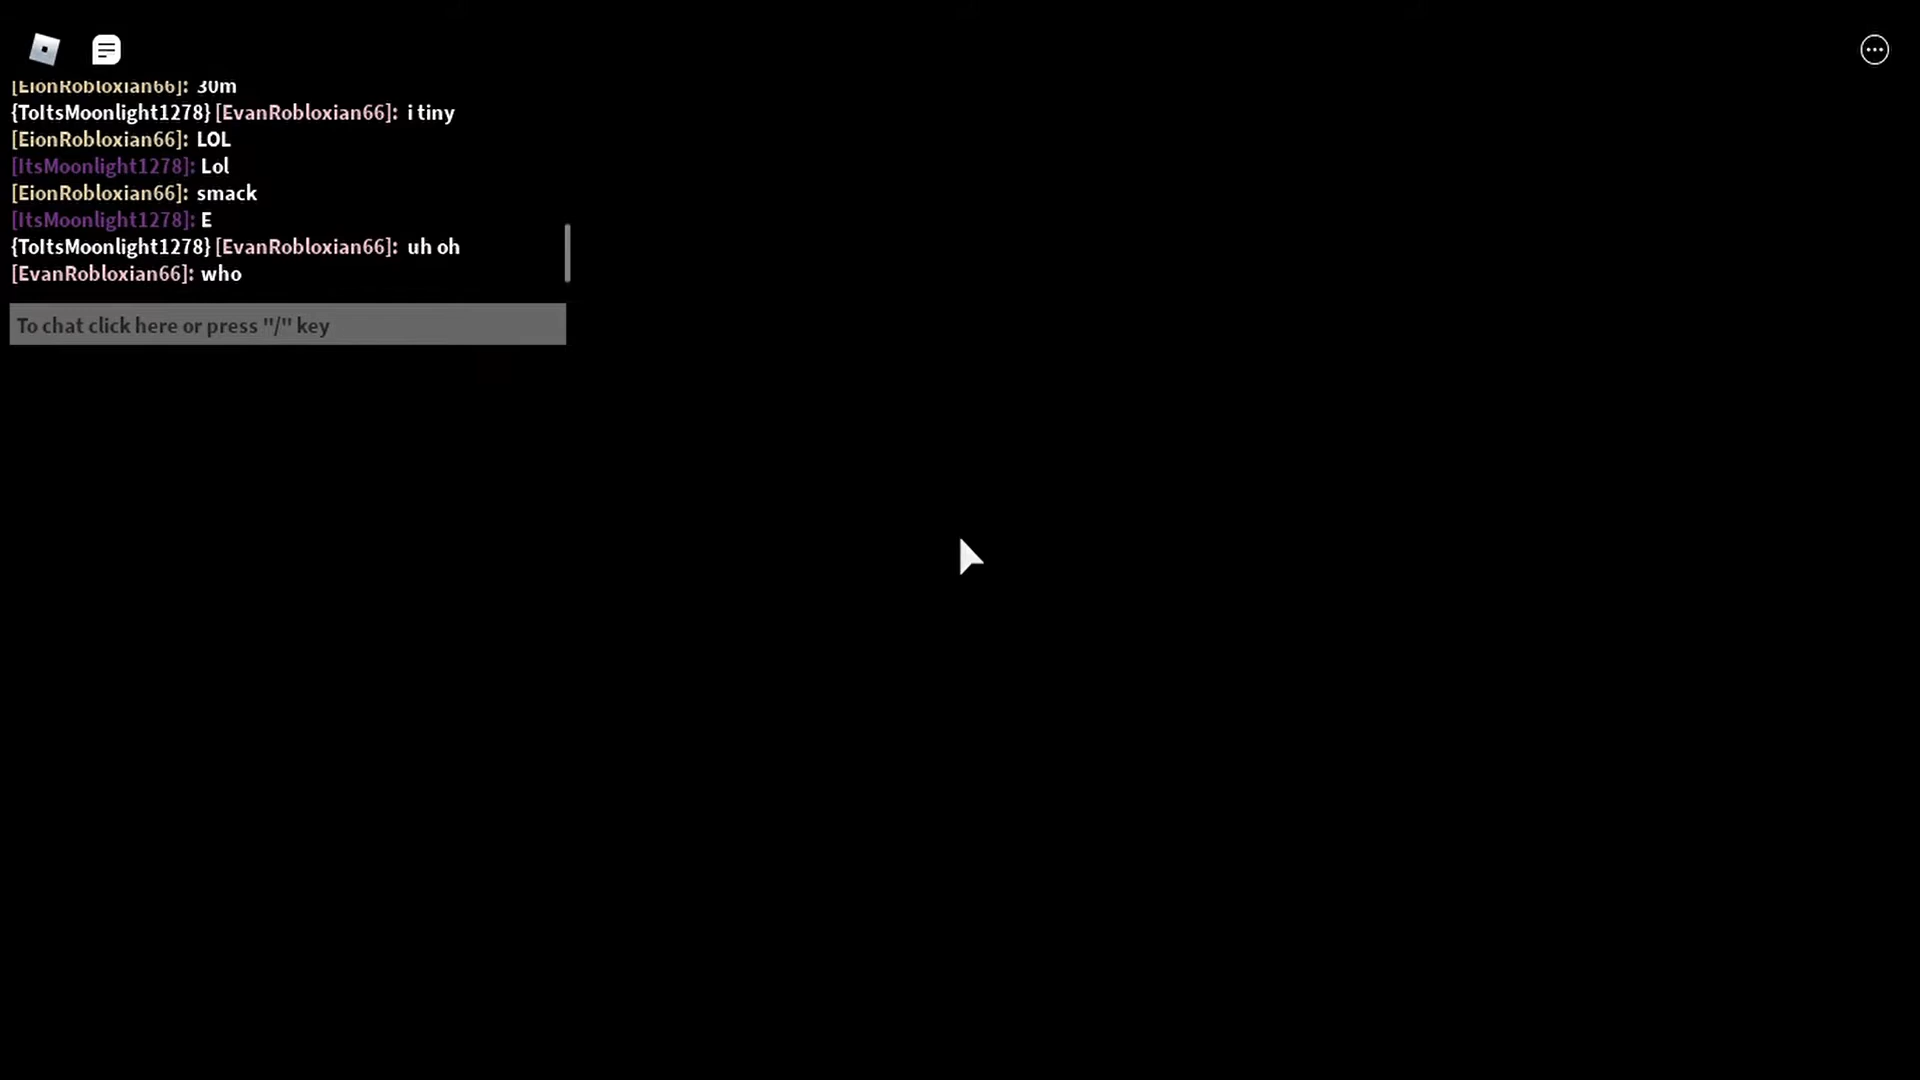 [EionRobloxian66]: 30m
{ToItsMoonlight1278} [EvanRobloxian66]: i tiny
[EionRobloxian66]: LOL
[ItsMoonlight1278]: Lol
[EionRobloxian66]: smack
[ItsMoonlight1278]: E
{ToItsMoonlight1278} [EvanRobloxian66]: uh oh
[EvanRobloxian66]: who
To chat click here or press "/" key